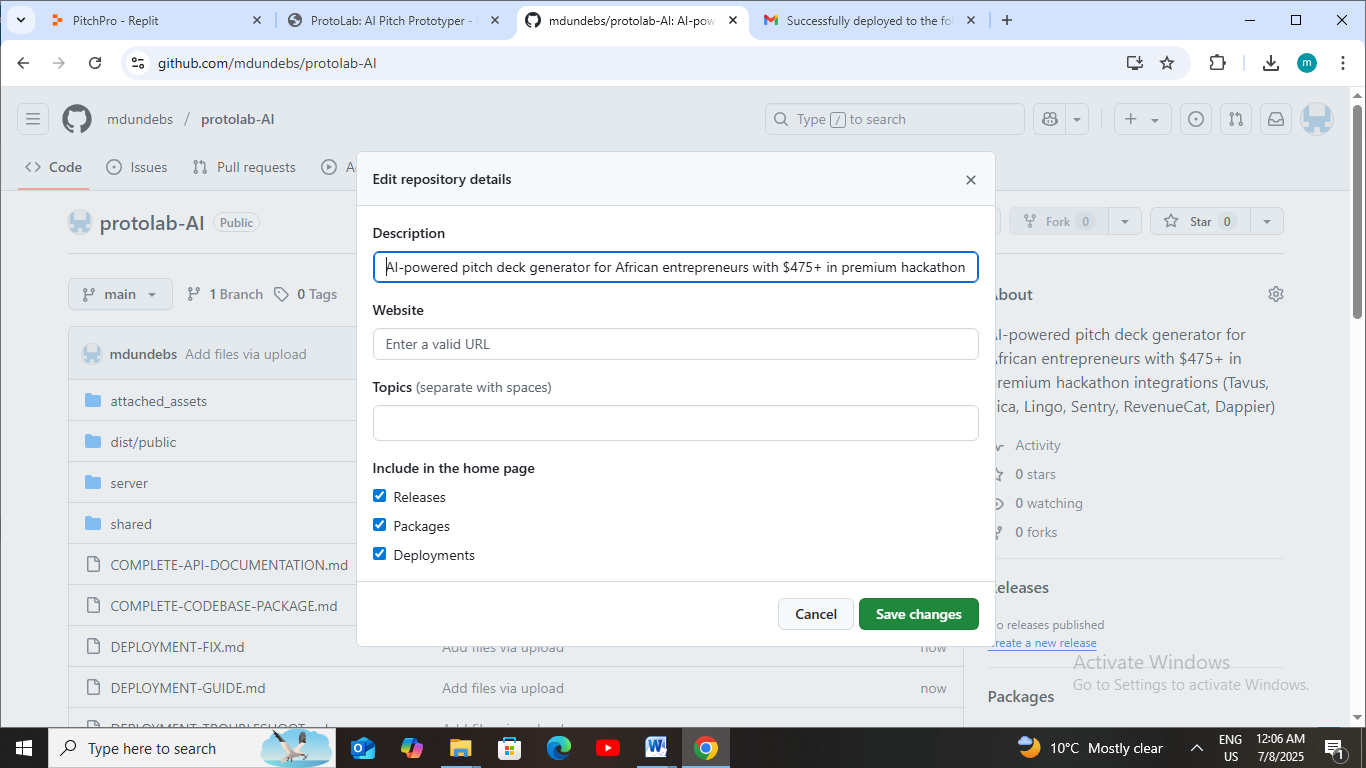 PitchPro - Replit
ProtoLab: AI Pitch Prototyper -
mdundebs/protolab-AI: AI-pow
Successfully deployed to the fol
github.com/mdundebs/protolab-AI
m
mdundebs / protolab-AI
Type / to search
Code
Issues
Pull requests
A
protolab-AI
Public
Fork 0
Star 0
main
1 Branch
0 Tags
mdundebs Add files via upload
attached_assets
dist/public
server
shared
COMPLETE-API-DOCUMENTATION.md
COMPLETE-CODEBASE-PACKAGE.md
DEPLOYMENT-FIX.md
Add files via upload
now
DEPLOYMENT-GUIDE.md
Add files via upload
now
Edit repository details
Description
AI-powered pitch deck generator for African entrepreneurs with $475+ in premium hackathon
Website
Enter a valid URL
Topics (separate with spaces)
Include in the home page
Releases
Packages
Deployments
Cancel
Save changes
About
AI-powered pitch deck generator for
African entrepreneurs with $475+ in
premium hackathon integrations (Tavus,
ica, Lingo, Sentry, RevenueCat, Dappier)
Activity
0 stars
0 watching
0 forks
Releases
No releases published
Create a new release
Packages
Activate Windows
Go to Settings to activate Windows.
Type here to search
10°C Mostly clear
ENG
US
12:06 AM
7/8/2025
1